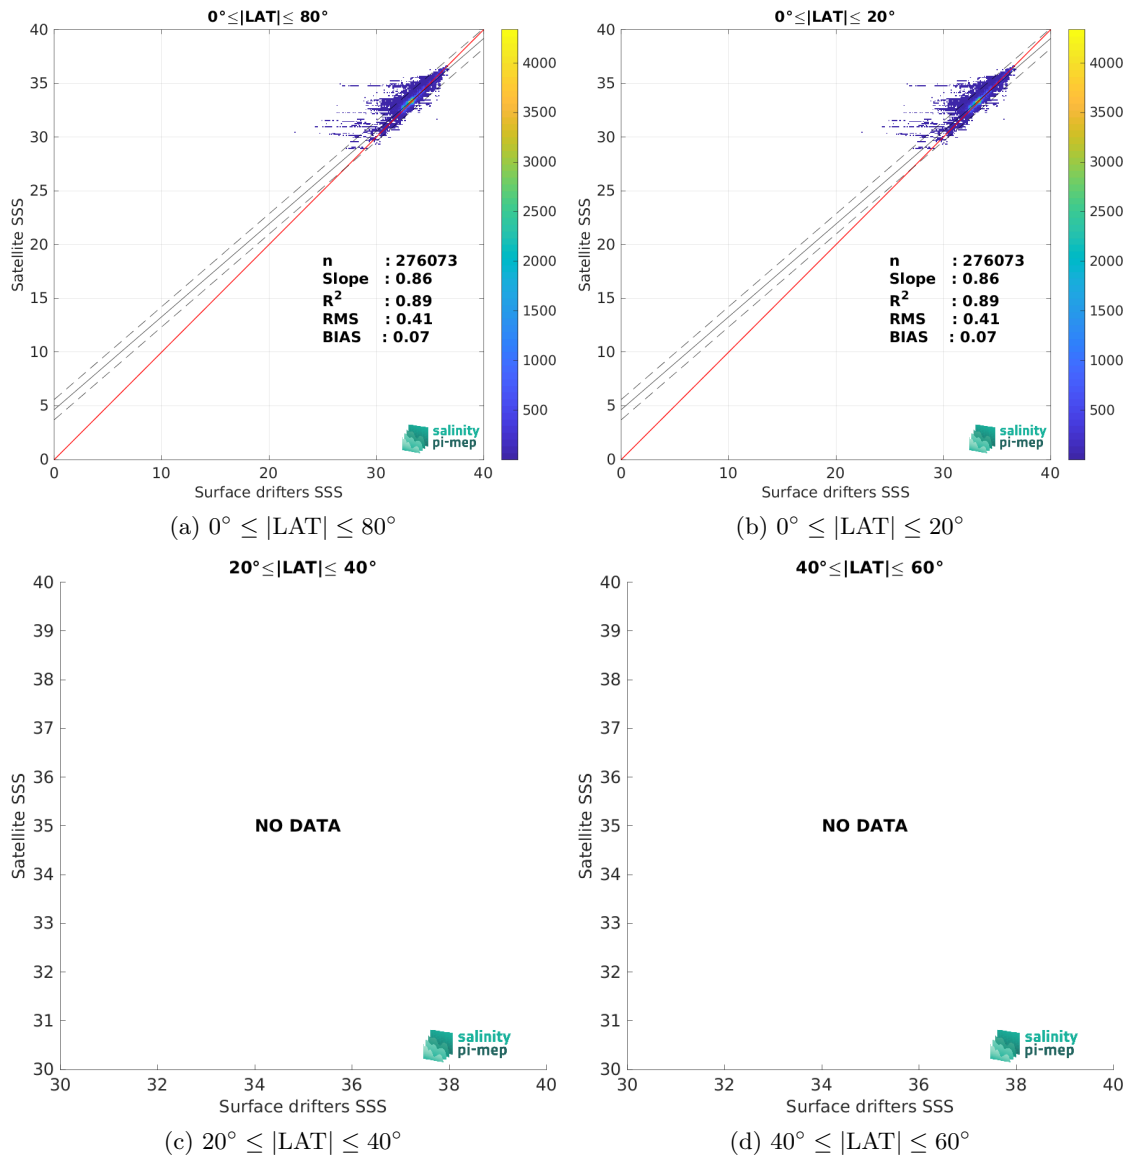 0°≤|LAT|≤ 80°
40
35
30
25
20
15
10
5
0
0
10
20
30
40
Satellite SSS
Surface drifters SSS
n : 276073
Slope : 0.86
R² : 0.89
RMS : 0.41
BIAS : 0.07
salinity
pi-mep
4000
3500
3000
2500
2000
1500
1000
500
(a) 0° ≤ |LAT| ≤ 80°
0°≤|LAT|≤ 20°
40
35
30
25
20
15
10
5
0
0
10
20
30
40
Satellite SSS
Surface drifters SSS
n : 276073
Slope : 0.86
R² : 0.89
RMS : 0.41
BIAS : 0.07
salinity
pi-mep
4000
3500
3000
2500
2000
1500
1000
500
(b) 0° ≤ |LAT| ≤ 20°
20°≤|LAT|≤ 40°
40
39
38
37
36
35
34
33
32
31
30
30
32
34
36
38
40
Satellite SSS
Surface drifters SSS
NO DATA
salinity
pi-mep
(c) 20° ≤ |LAT| ≤ 40°
40°≤|LAT|≤ 60°
40
39
38
37
36
35
34
33
32
31
30
30
32
34
36
38
40
Satellite SSS
Surface drifters SSS
NO DATA
salinity
pi-mep
(d) 40° ≤ |LAT| ≤ 60°